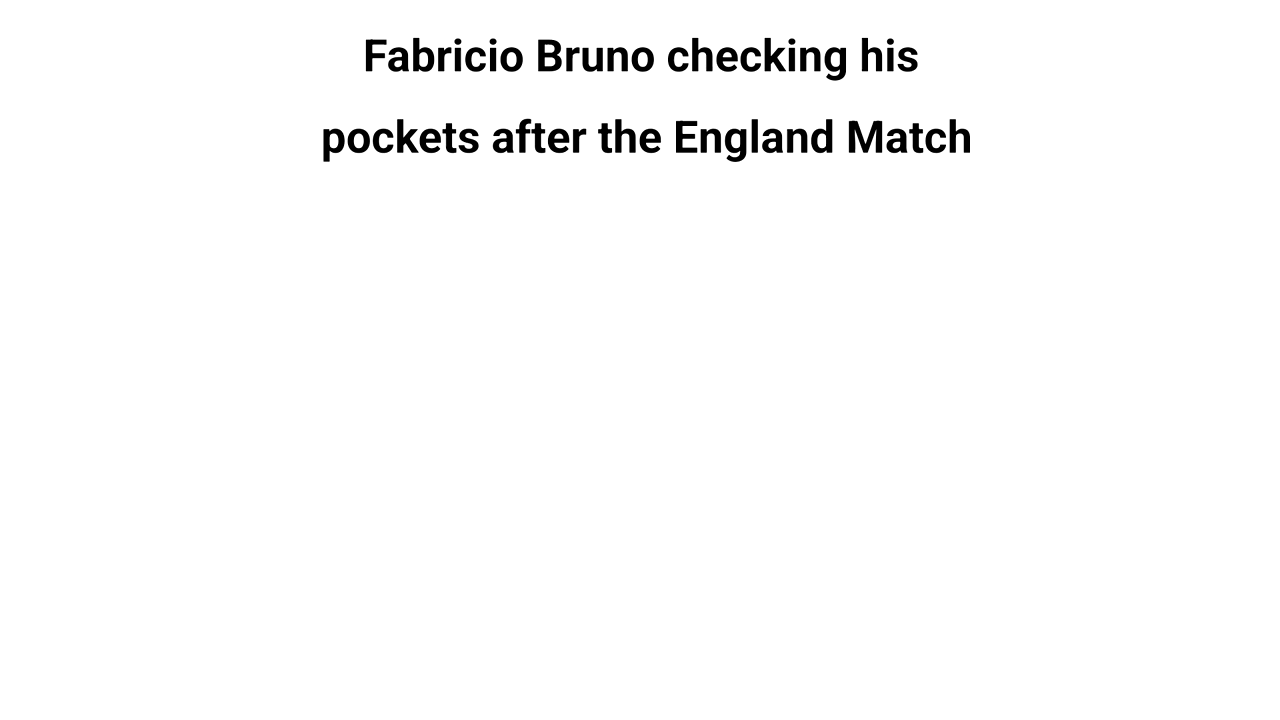 Fabricio Bruno checking his
pockets after the England Match